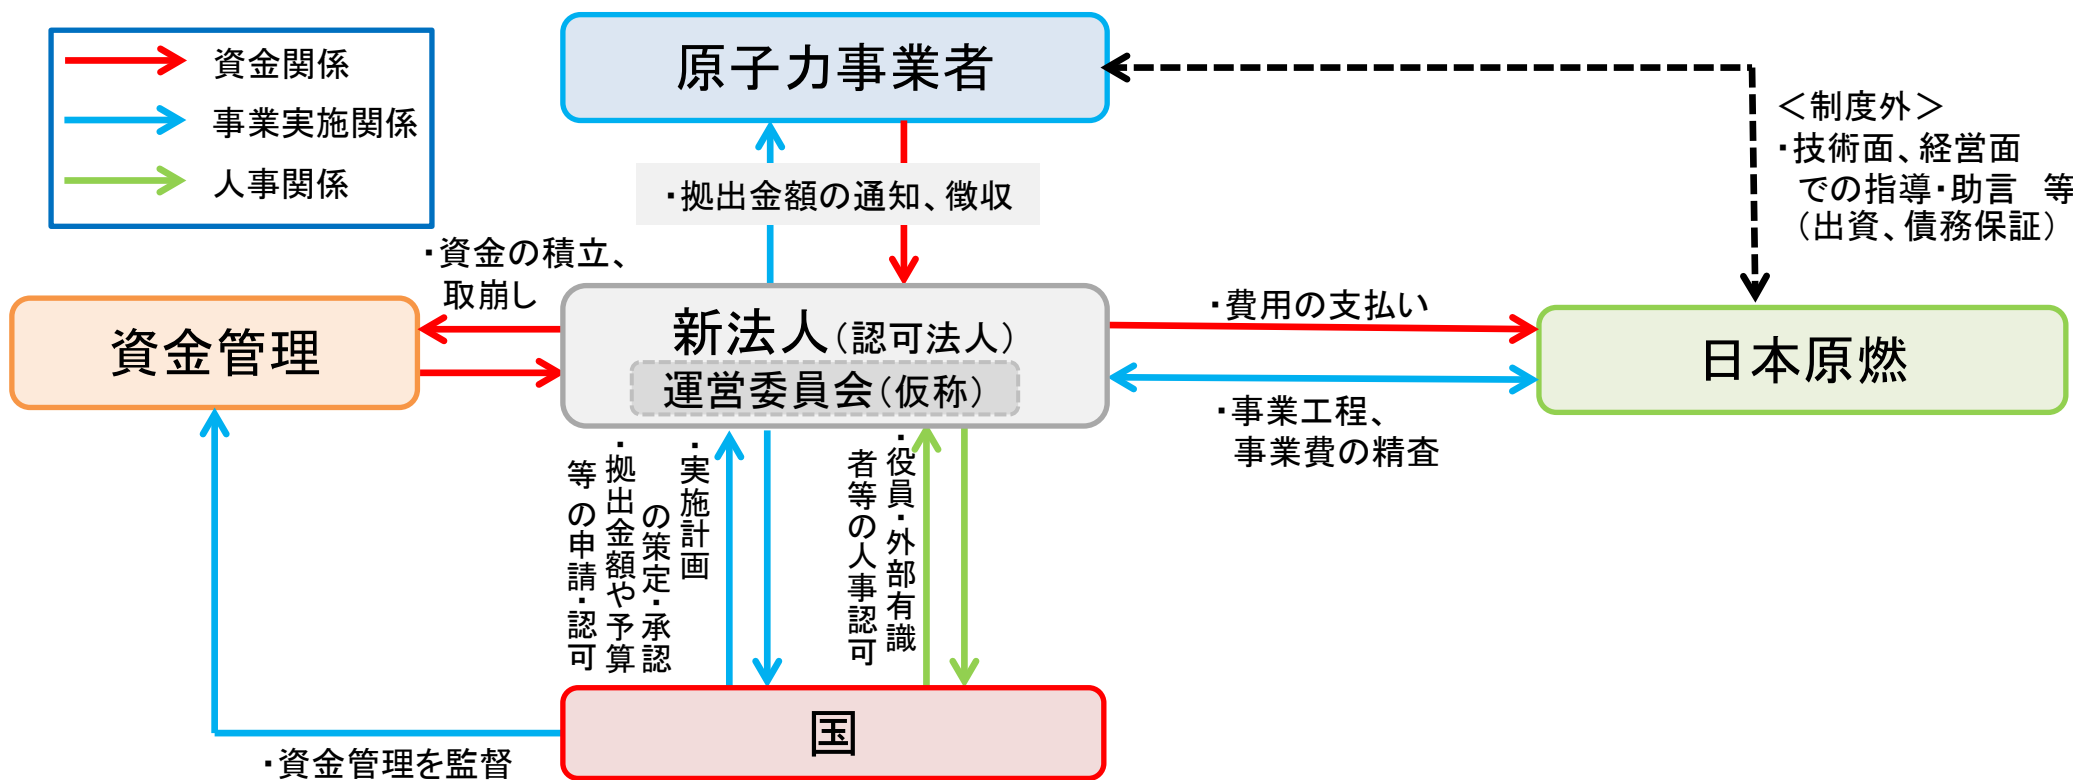 資金関係
事業実施関係
人事関係
原子力事業者
＜制度外＞
・技術面、経営面
での指導・助言　等
（出資、債務保証）
・拠出金額の通知、徴収
・資金の積立、
取崩し
資金管理
新法人（認可法人）
運営委員会（仮称）
・費用の支払い
日本原燃
・事業工程、
事業費の精査
・実施計画
の策定・承認
・拠出金額や予算
等の申請・認可
・役員・外部有識
者等の人事認可
国
・資金管理を監督